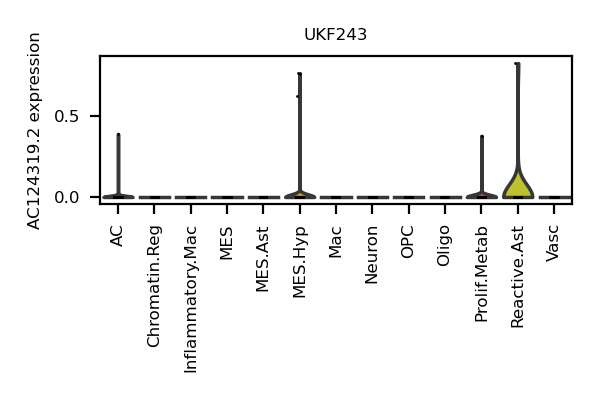 UKF243
AC124319.2 expression
0.5
0.0
AC
Chromatin.Reg
Inflammatory.Mac
MES
MES.Ast
MES.Hyp
Mac
Neuron
OPC
Oligo
Prolif.Metab
Reactive.Ast
Vasc